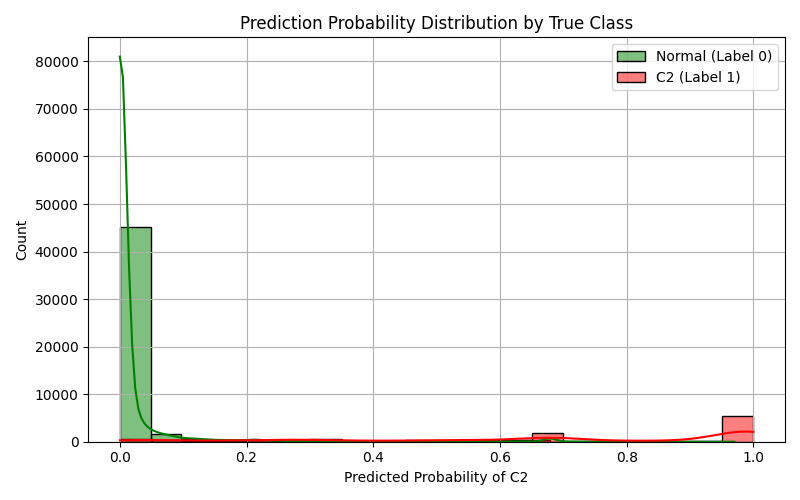 Prediction Probability Distribution by True Class
Normal (Label 0)
C2 (Label 1)
80000
70000
60000
50000
40000
30000
20000
10000
0
Count
0.0 0.2 0.4 0.6 0.8 1.0
Predicted Probability of C2